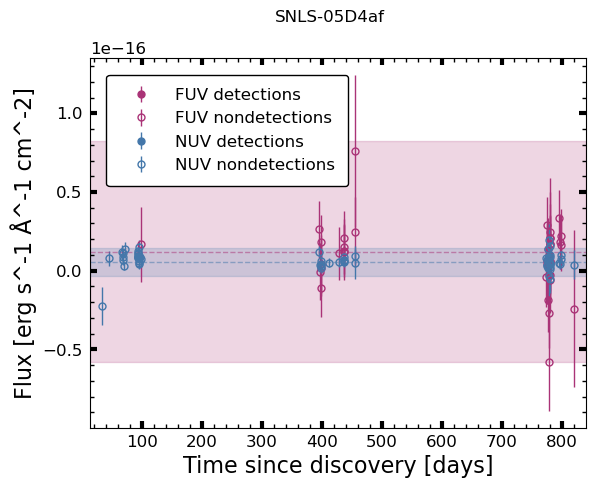 SNLS-05D4af
1e−16
FUV detections
FUV nondetections
NUV detections
NUV nondetections
1.0
0.5
0.0
−0.5
Flux [erg s^-1 Å^-1 cm^-2]
100 200 300 400 500 600 700 800
Time since discovery [days]